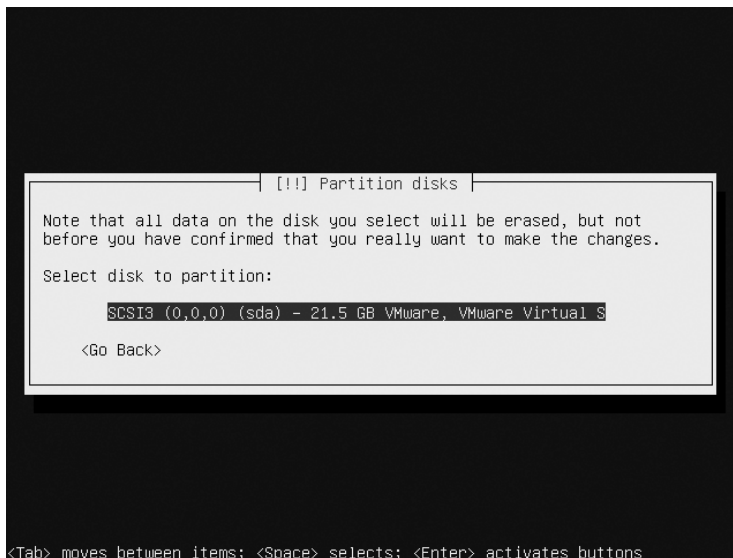 [!!] Partition disks
Note that all data on the disk you select will be erased, but not
before you have confirmed that you really want to make the changes.
Select disk to partition:
SCSI3 (0,0,0) (sda) - 21.5 GB VMware, VMware Virtual S
<Go Back>
<Tab> moves between items; <Space> selects; <Enter> activates buttons